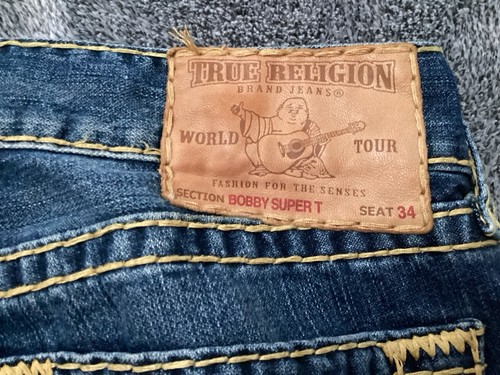 TRUE RELIGION
BRAND JEANS®
WORLD TOUR
FASHION FOR THE SENSES
SECTION BOBBY SUPER T SEAT 34